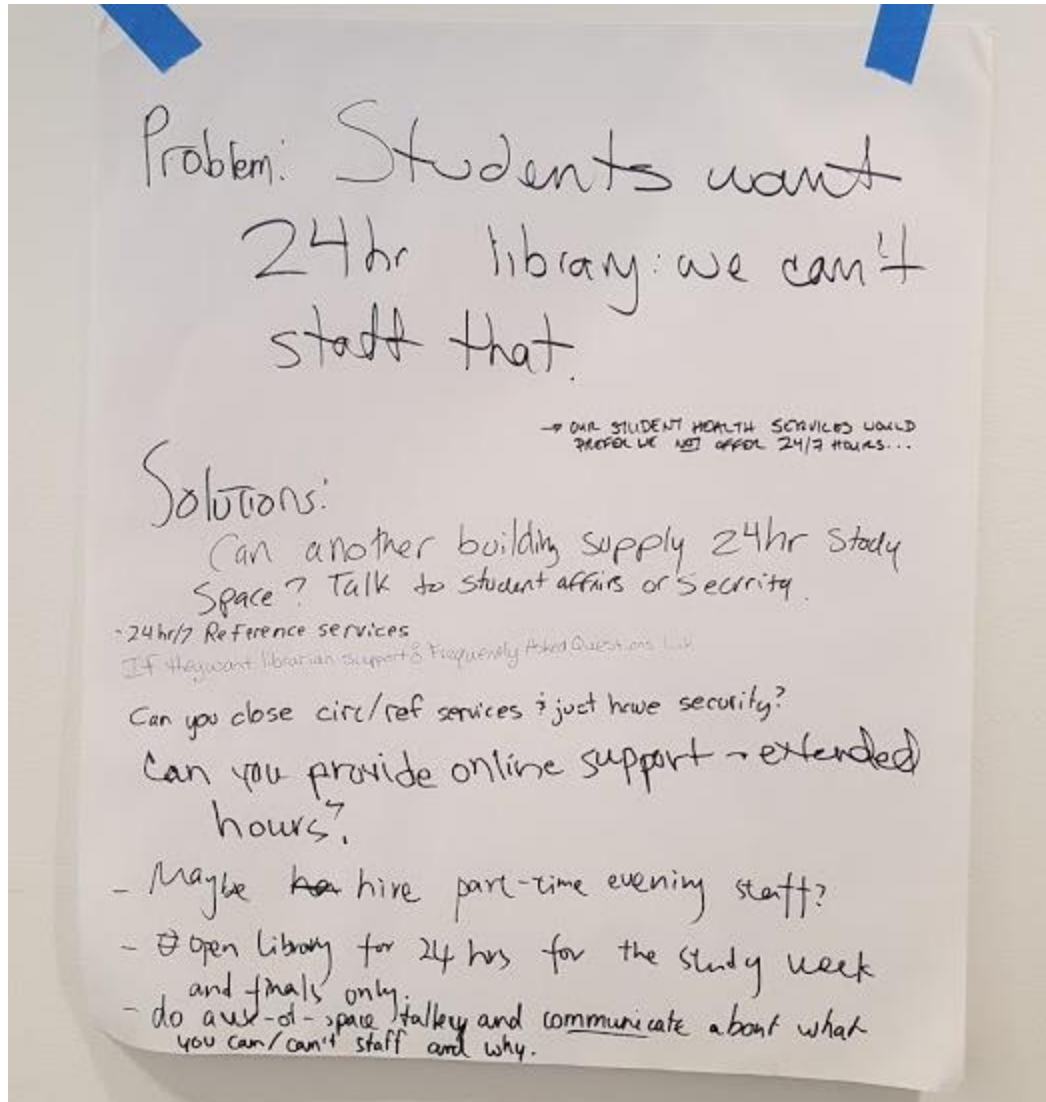 Problem: Students want
24hr library: we can't
staff that.
→ OUR STUDENT HEALTH SERVICES WOULD
PREFER WE NOT OFFER 24/7 HOURS...
Solutions:
Can another building supply 24hr study
Space? Talk to student affairs or Security.
-24hr/7 Reference services
If they want librarian support: Frequently Asked Questions
Can you close circ/ref services & just have security?
Can you provide online support - extended
hours?
- Maybe hire part-time evening staff?
- Open Library for 24 hrs for the study week
and finals only.
- do use-of-space and communicate about what
you can/can't staff and why.